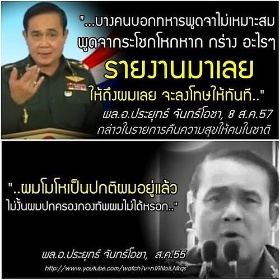 "...บางคนบอกทหารพูดจาไม่เหมาะสม
พูดจากระโชกโหกหาก กร่าง อะไรๆ
รายงานมาเลย
ให้ถึงผมเลย จะลงโทษให้ทันที.."
พล.อ.ประยุทธ์ จันทร์โอชา, 8 ส.ค.57
กล่าวในรายการคืนความสุขให้คนในชาติ
"..ผมโมโหเป็นปกติผมอยู่แล้ว
ไม่งั้นผมปกครองกองทัพผมไม่ได้หรอก.."
พล.อ.ประยุทธ์ จันทร์โอชา, ส.ค.55